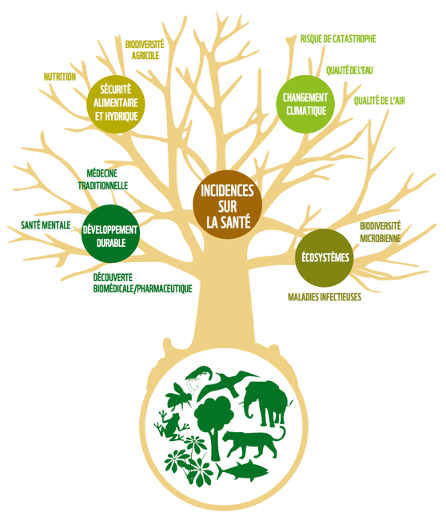 RISQUE DE CATASTROPHE
BIODIVERSITÉ
AGRICOLE
NUTRITION
QUALITÉ DE L'EAU
SÉCURITÉ
ALIMENTAIRE
ET HYDRIQUE
CHANGEMENT
CLIMATIQUE
QUALITÉ DE L'AIR
MÉDECINE
TRADITIONNELLE
INCIDENCES
SUR
LA SANTÉ
SANTÉ MENTALE
DÉVELOPPEMENT
DURABLE
BIODIVERSITÉ
MICROBIENNE
ÉCOSYSTÈMES
DÉCOUVERTE
BIOMÉDICALE/PHARMACEUTIQUE
MALADIES INFECTIEUSES